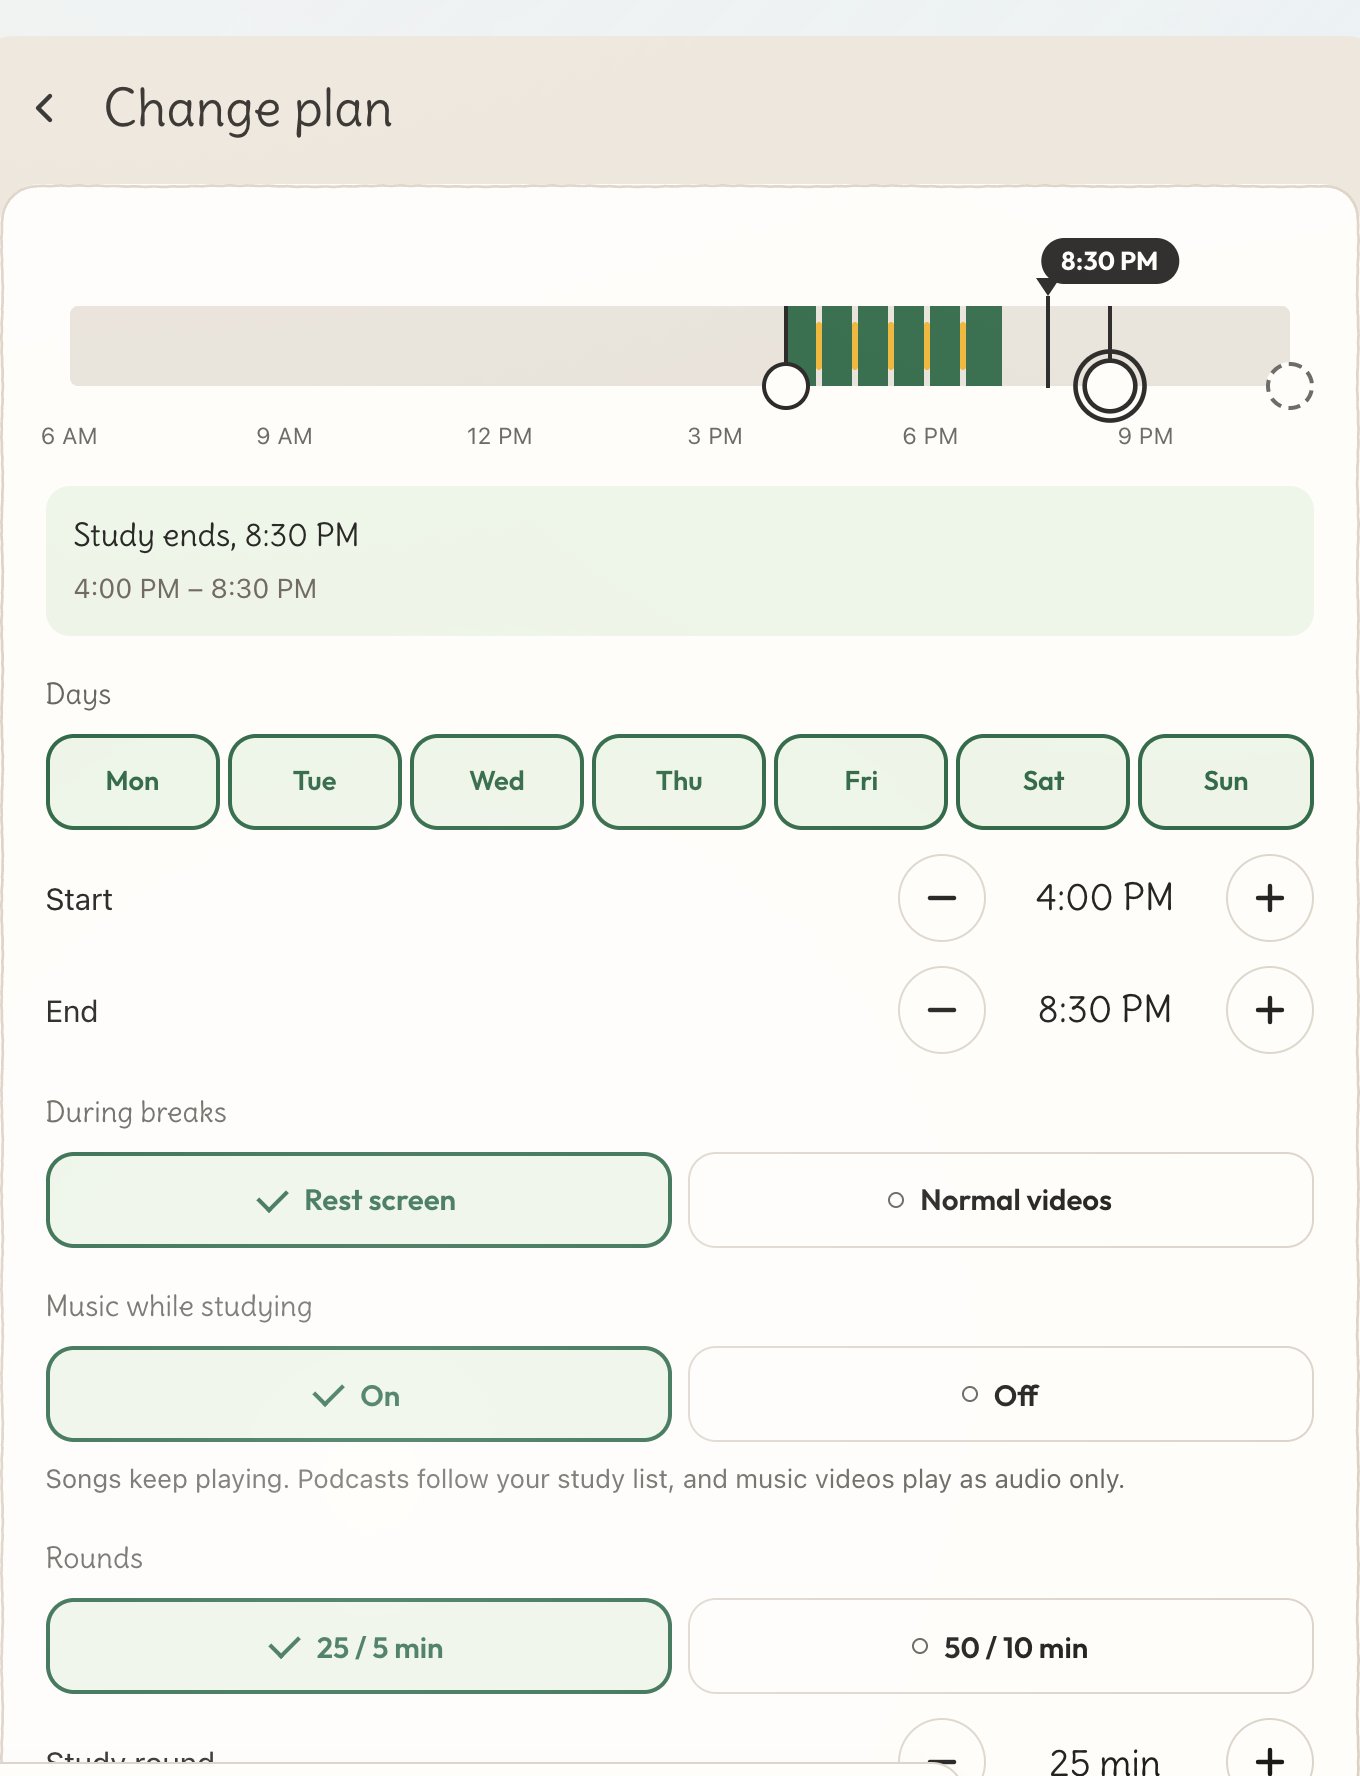 Change plan
8:30 PM
6 AM 9 AM 12 PM 3 PM 6 PM 9 PM
Study ends, 8:30 PM
4:00 PM – 8:30 PM
Days
Mon Tue Wed Thu Fri Sat Sun
Start 4:00 PM
End 8:30 PM
During breaks
Rest screen Normal videos
Music while studying
On Off
Songs keep playing. Podcasts follow your study list, and music videos play as audio only.
Rounds
25 / 5 min 50 / 10 min
Study round 25 min